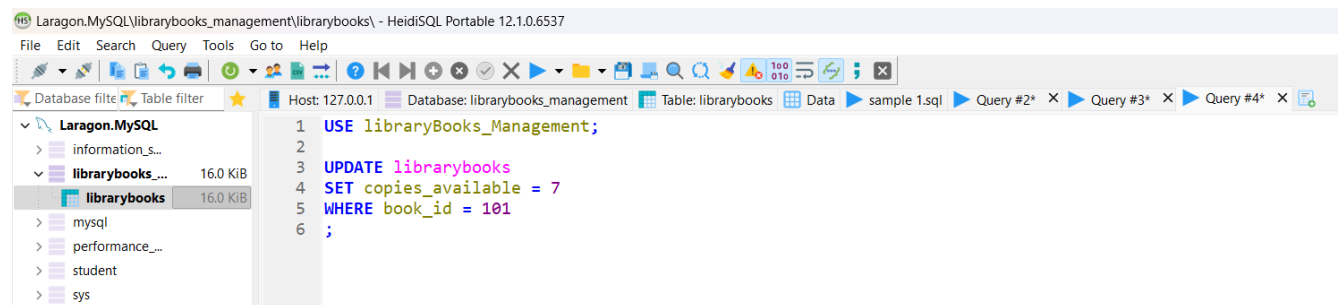 Laragon.MySQL\librarybooks_management\librarybooks\ - HeidiSQL Portable 12.1.0.6537
File Edit Search Query Tools Go to Help
Database filte Table filter
Host: 127.0.0.1 Database: librarybooks_management Table: librarybooks Data sample 1.sql Query #2* Query #3* Query #4*
Laragon.MySQL
information_s...
librarybooks_... 16.0 KiB
librarybooks 16.0 KiB
mysql
performance_...
student
sys
1 USE libraryBooks_Management;
2
3 UPDATE librarybooks
4 SET copies_available = 7
5 WHERE book_id = 101
6 ;